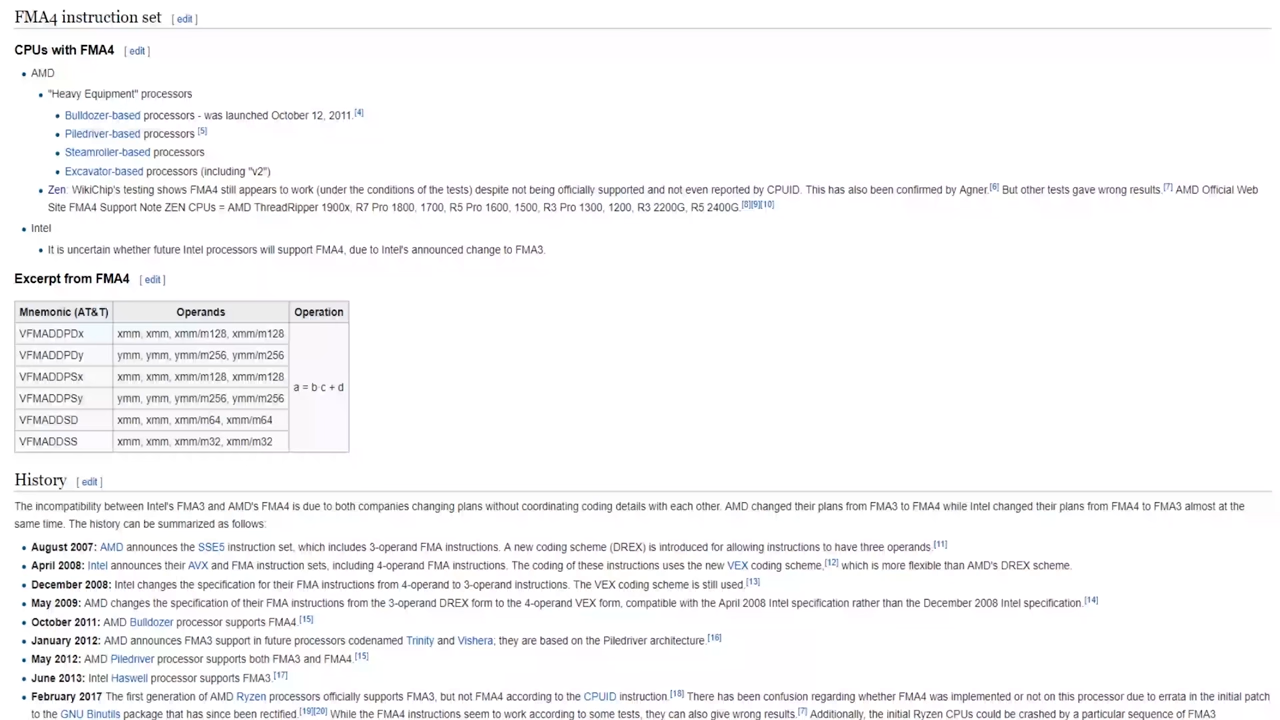 FMA4 instruction set [ edit ]
CPUs with FMA4 [ edit ]
AMD
"Heavy Equipment" processors
Bulldozer-based processors - was launched October 12, 2011.[4]
Piledriver-based processors [5]
Steamroller-based processors
Excavator-based processors (including "v2")
Zen: WikiChip's testing shows FMA4 still appears to work (under the conditions of the tests) despite not being officially supported and not even reported by CPUID. This has also been confirmed by Agner.[6] But other tests gave wrong results.[7] AMD Official Web
Site FMA4 Support Note ZEN CPUs = AMD ThreadRipper 1900x, R7 Pro 1800, 1700, R5 Pro 1600, 1500, R3 Pro 1300, 1200, R3 2200G, R5 2400G.[8][9][10]
Intel
It is uncertain whether future Intel processors will support FMA4, due to Intel's announced change to FMA3.
Excerpt from FMA4 [ edit ]
Mnemonic (AT&T) Operands Operation
VFMADDPDx xmm, xmm, xmm/m128, xmm/m128
VFMADDPDy ymm, ymm, ymm/m256, ymm/m256
VFMADDPSx xmm, xmm, xmm/m128, xmm/m128
a = b·c + d
VFMADDPSy ymm, ymm, ymm/m256, ymm/m256
VFMADDSD xmm, xmm, xmm/m64, xmm/m64
VFMADDSS xmm, xmm, xmm/m32, xmm/m32
History [ edit ]
The incompatibility between Intel's FMA3 and AMD's FMA4 is due to both companies changing plans without coordinating coding details with each other. AMD changed their plans from FMA3 to FMA4 while Intel changed their plans from FMA4 to FMA3 almost at the
same time. The history can be summarized as follows:
August 2007: AMD announces the SSE5 instruction set, which includes 3-operand FMA instructions. A new coding scheme (DREX) is introduced for allowing instructions to have three operands.[11]
April 2008: Intel announces their AVX and FMA instruction sets, including 4-operand FMA instructions. The coding of these instructions uses the new VEX coding scheme,[12] which is more flexible than AMD's DREX scheme.
December 2008: Intel changes the specification for their FMA instructions from 4-operand to 3-operand instructions. The VEX coding scheme is still used.[13]
May 2009: AMD changes the specification of their FMA instructions from the 3-operand DREX form to the 4-operand VEX form, compatible with the April 2008 Intel specification rather than the December 2008 Intel specification.[14]
October 2011: AMD Bulldozer processor supports FMA4.[15]
January 2012: AMD announces FMA3 support in future processors codenamed Trinity and Vishera; they are based on the Piledriver architecture.[16]
May 2012: AMD Piledriver processor supports both FMA3 and FMA4.[15]
June 2013: Intel Haswell processor supports FMA3.[17]
February 2017 The first generation of AMD Ryzen processors officially supports FMA3, but not FMA4 according to the CPUID instruction.[18] There has been confusion regarding whether FMA4 was implemented or not on this processor due to errata in the initial patch
to the GNU Binutils package that has since been rectified.[19][20] While the FMA4 instructions seem to work according to some tests, they can also give wrong results.[7] Additionally, the initial Ryzen CPUs could be crashed by a particular sequence of FMA3